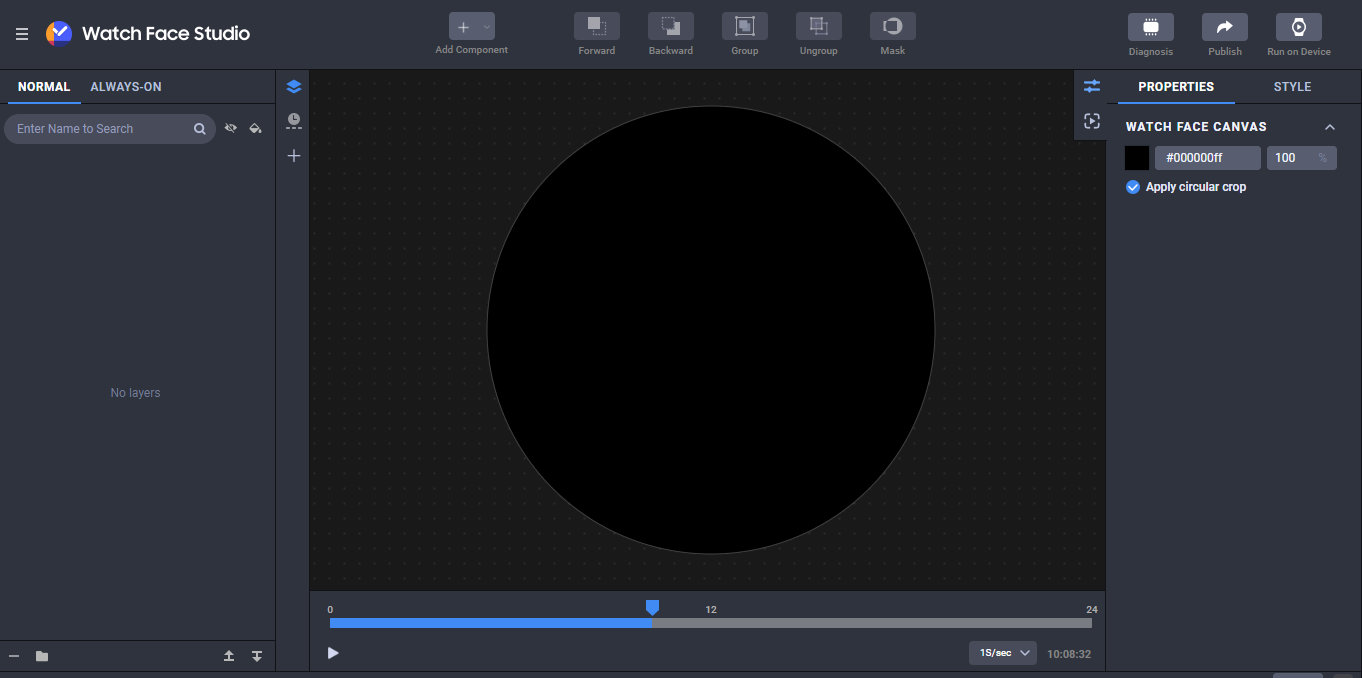 Watch Face Studio
Add Component
Forward
Backward
Group
Ungroup
Mask
Diagnosis
Publish
Run on Device
NORMAL
ALWAYS-ON
Enter Name to Search
No layers
PROPERTIES
STYLE
WATCH FACE CANVAS
#000000ff
100 %
Apply circular crop
0
12
24
1S/sec
10:08:32